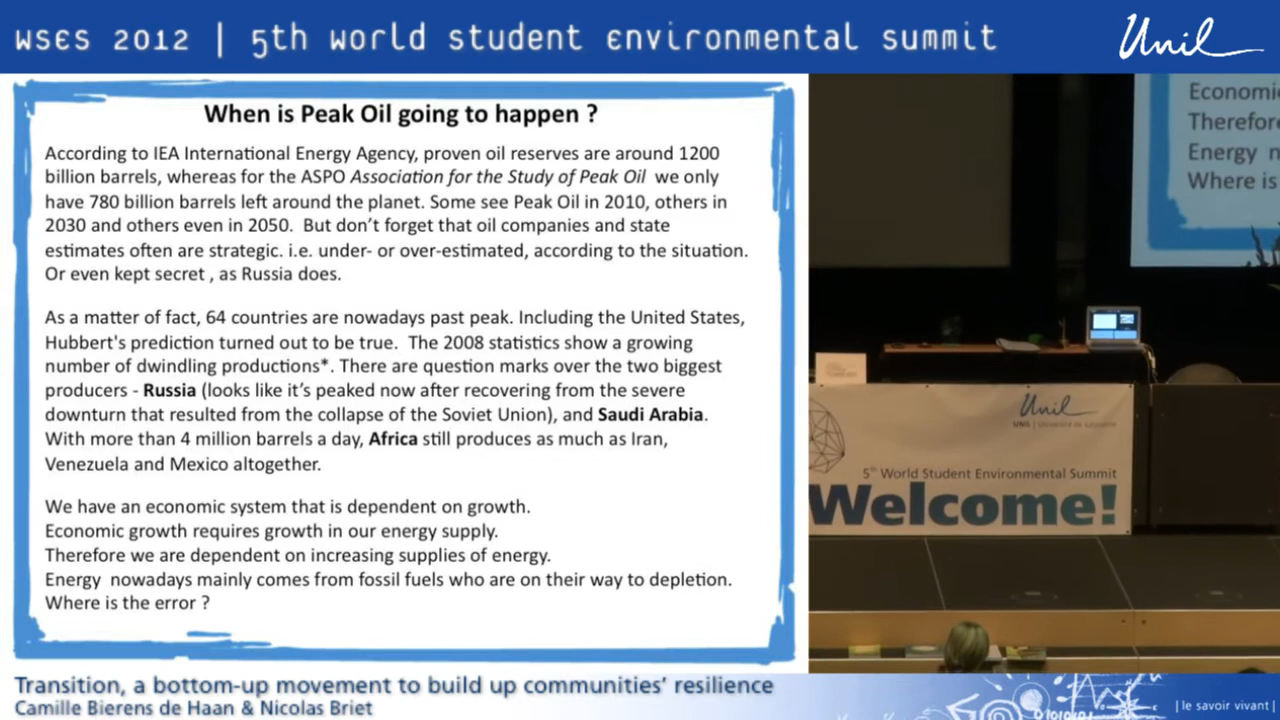 WSES 2012 | 5th world student environmental summit
Unil
When is Peak Oil going to happen ?
According to IEA International Energy Agency, proven oil reserves are around 1200
billion barrels, whereas for the ASPO Association for the Study of Peak Oil we only
have 780 billion barrels left around the planet. Some see Peak Oil in 2010, others in
2030 and others even in 2050. But don't forget that oil companies and state
estimates often are strategic. i.e. under- or over-estimated, according to the situation.
Or even kept secret , as Russia does.
As a matter of fact, 64 countries are nowadays past peak. Including the United States,
Hubbert's prediction turned out to be true. The 2008 statistics show a growing
number of dwindling productions*. There are question marks over the two biggest
producers - Russia (looks like it's peaked now after recovering from the severe
downturn that resulted from the collapse of the Soviet Union), and Saudi Arabia.
With more than 4 million barrels a day, Africa still produces as much as Iran,
Venezuela and Mexico altogether.
We have an economic system that is dependent on growth.
Economic growth requires growth in our energy supply.
Therefore we are dependent on increasing supplies of energy.
Energy nowadays mainly comes from fossil fuels who are on their way to depletion.
Where is the error ?
Economi
Therefore
Energy n
Where is
Unil
5th World Student Environmental Summit
Welcome!
Transition, a bottom-up movement to build up communities' resilience
Camille Bierens de Haan & Nicolas Briet
| le savoir vivant |